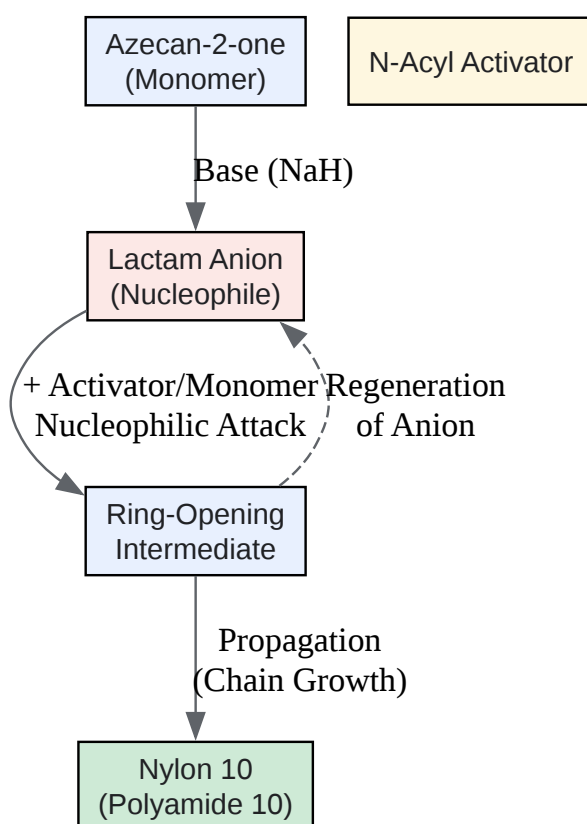 Azecan-2-one
(Monomer)
N-Acyl Activator
Base (NaH)
Lactam Anion
(Nucleophile)
+ Activator/Monomer
Nucleophilic Attack
Regeneration
of Anion
Ring-Opening
Intermediate
Propagation
(Chain Growth)
Nylon 10
(Polyamide 10)